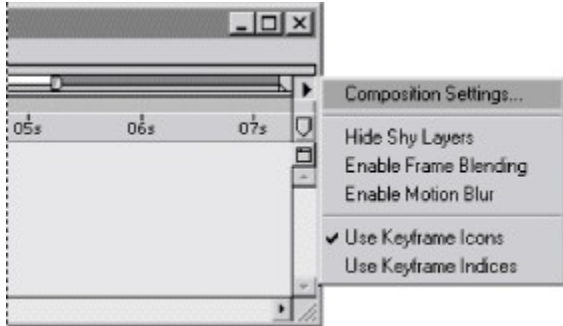 Composition Settings...
05s 06s 07s
Hide Shy Layers
Enable Frame Blending
Enable Motion Blur
Use Keyframe Icons
Use Keyframe Indices